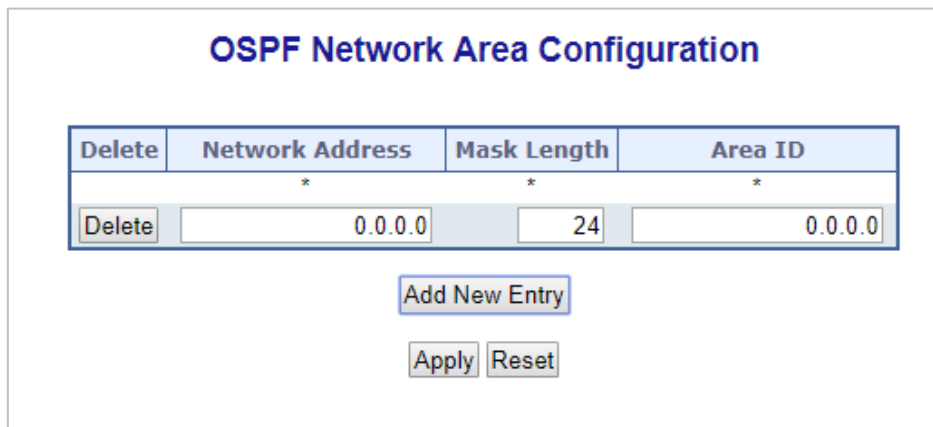 OSPF Network Area Configuration
Delete Network Address Mask Length Area ID
* * *
Delete 0.0.0.0 24 0.0.0.0
Add New Entry
Apply Reset